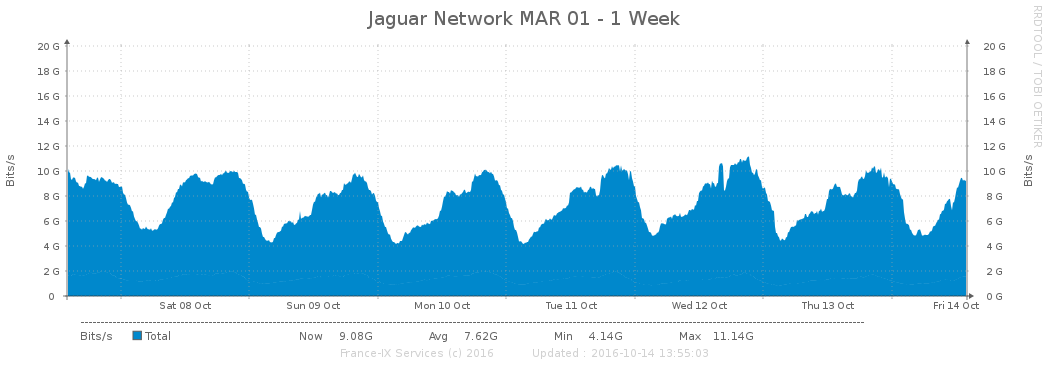 Jaguar Network MAR 01 - 1 Week
RRDTOOL / TOBI OETIKER
Bits/s
20 G 20 G
18 G 18 G
16 G 16 G
14 G 14 G
12 G 12 G
10 G 10 G
8 G 8 G
6 G 6 G
4 G 4 G
2 G 2 G
0 0 G
Bits/s
Sat 08 Oct Sun 09 Oct Mon 10 Oct Tue 11 Oct Wed 12 Oct Thu 13 Oct Fri 14 Oct
Bits/s Total Now 9.08G Avg 7.62G Min 4.14G Max 11.14G
France-IX Services (c) 2016 Updated : 2016-10-14 13:55:03